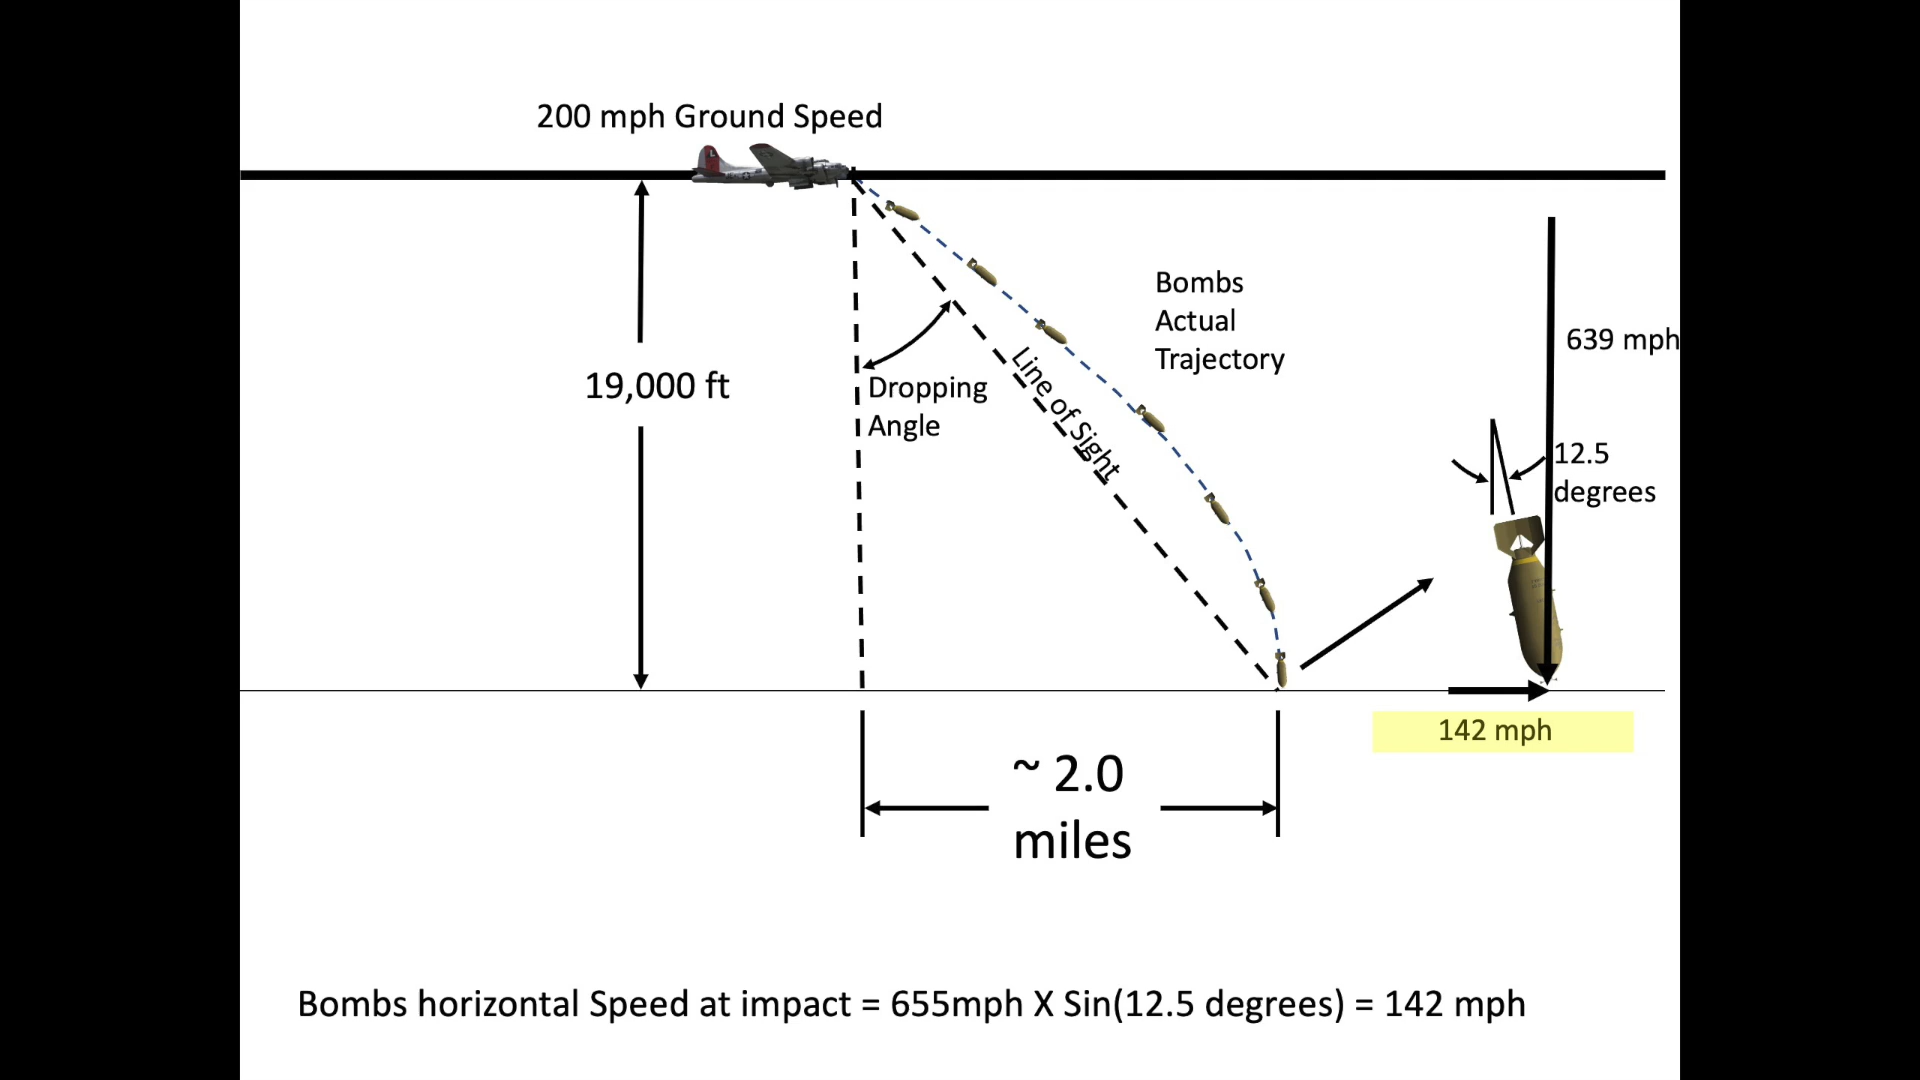 200 mph Ground Speed
Bombs
Actual
Trajectory
639 mph
19,000 ft
Dropping
Angle
Line of Sight
12.5
degrees
142 mph
~ 2.0
miles
Bombs horizontal Speed at impact = 655mph X Sin(12.5 degrees) = 142 mph